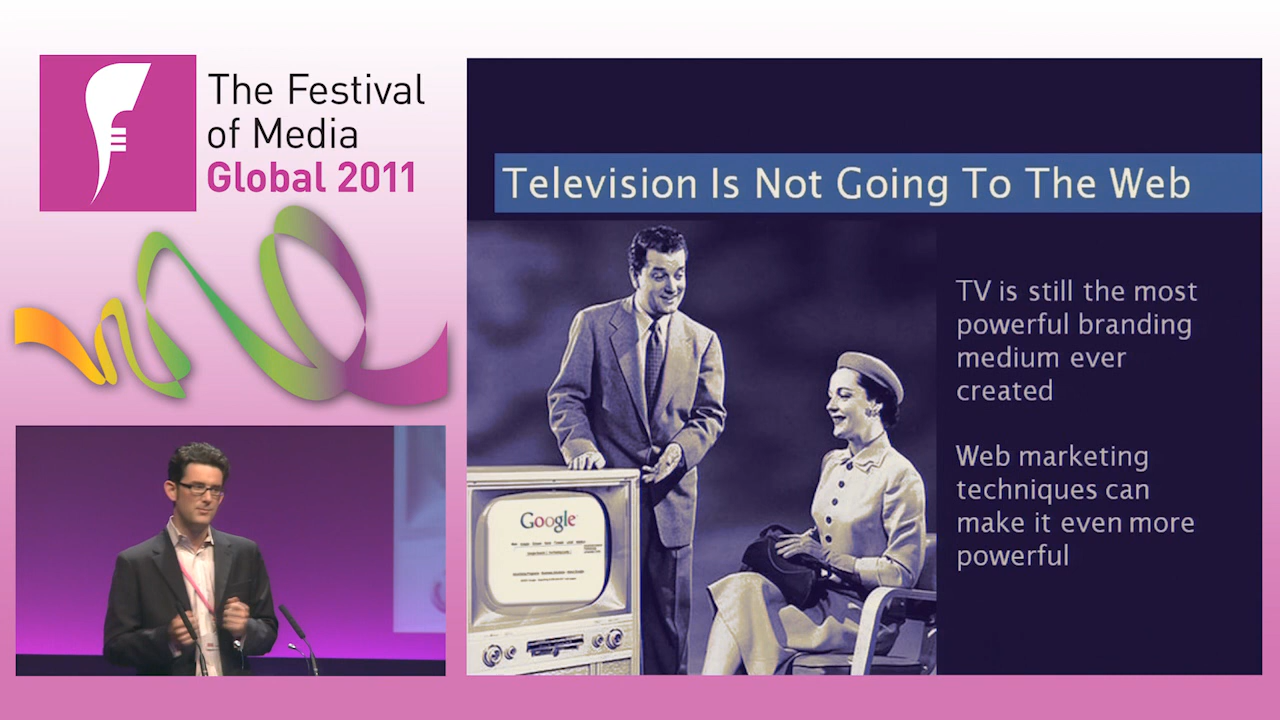 The Festival
of Media
Global 2011
Television Is Not Going To The Web
TV is still the most
powerful branding
medium ever
created
Web marketing
techniques can
make it even more
powerful
Google